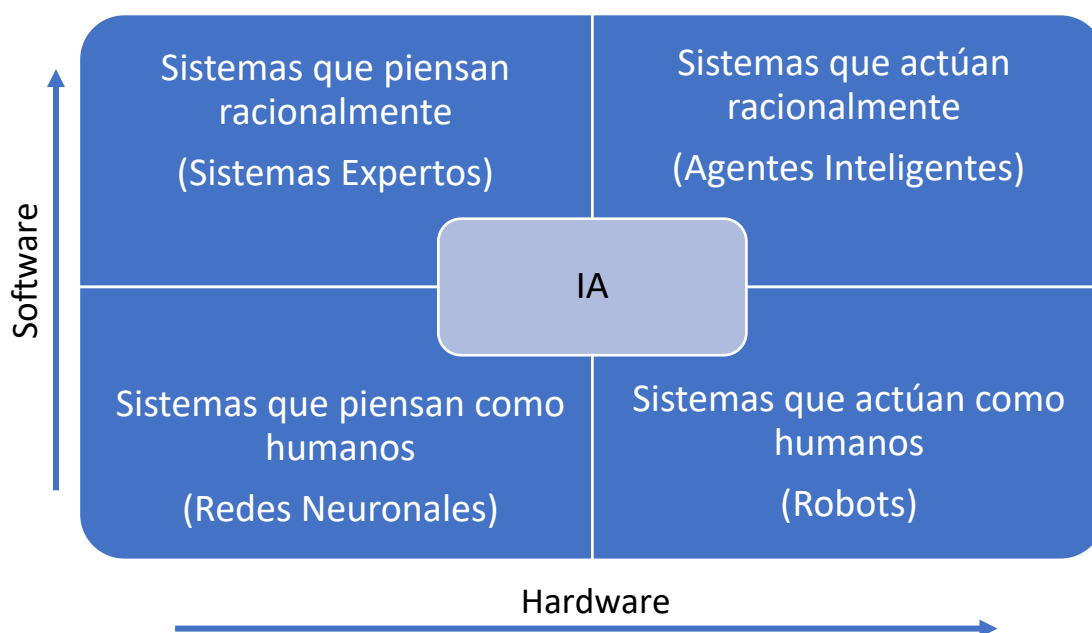 Sistemas que piensan
racionalmente
(Sistemas Expertos)
Sistemas que actúan
racionalmente
(Agentes Inteligentes)
Software
IA
Sistemas que piensan como
humanos
(Redes Neuronales)
Sistemas que actúan como
humanos
(Robots)
Hardware